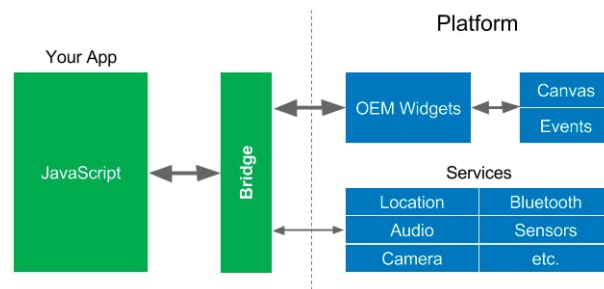 Platform
Your App
JavaScript
Bridge
OEM Widgets
Canvas
Events
Services
Location
Bluetooth
Audio
Sensors
Camera
etc.